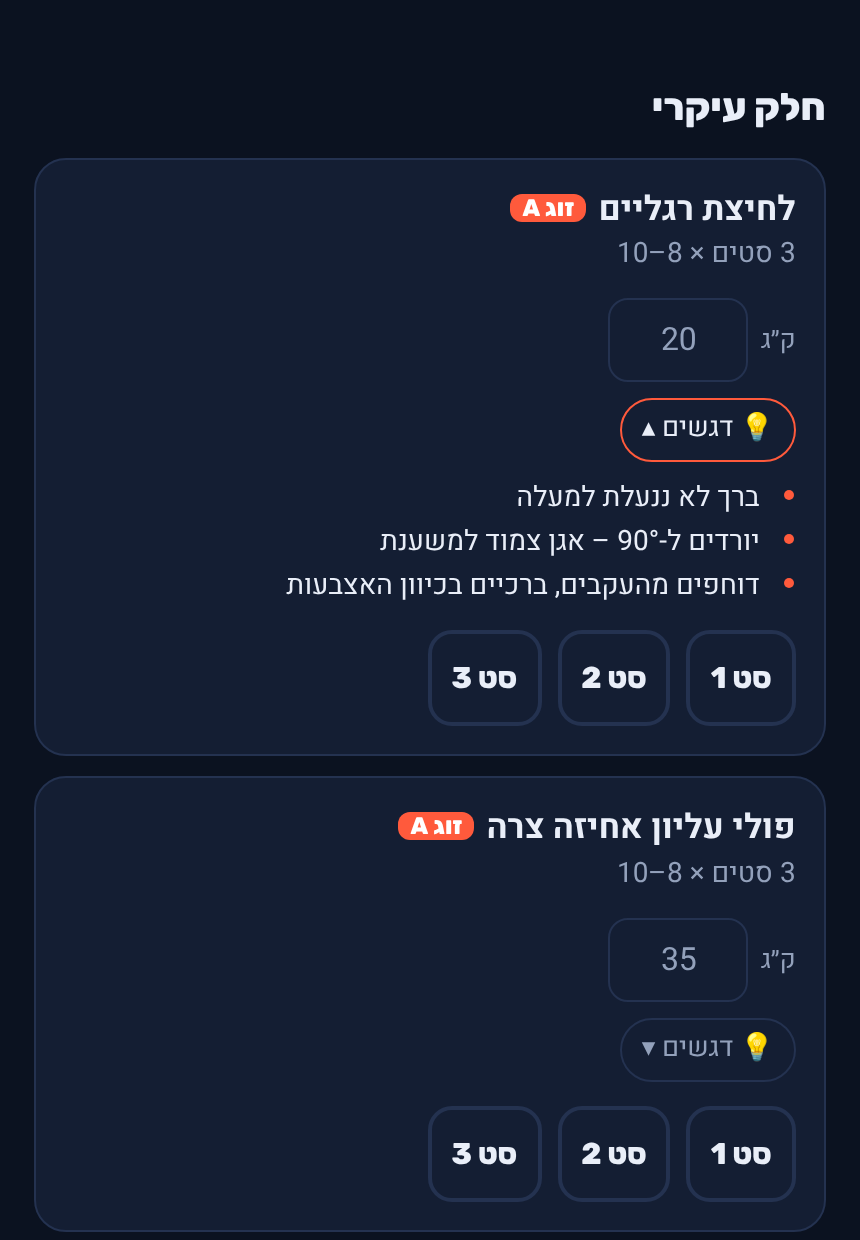 חלק עיקרי
לחיצת רגליים זוג A
3 סטים × 8–10
ק״ג 20
💡 דגשים ▴
• ברך לא ננעלת למעלה
• יורדים ל-90° – אגן צמוד למשענת
• דוחפים מהעקבים, ברכיים בכיוון האצבעות
סט 1 סט 2 סט 3
פולי עליון אחיזה צרה זוג A
3 סטים × 8–10
ק״ג 35
💡 דגשים ▾
סט 1 סט 2 סט 3